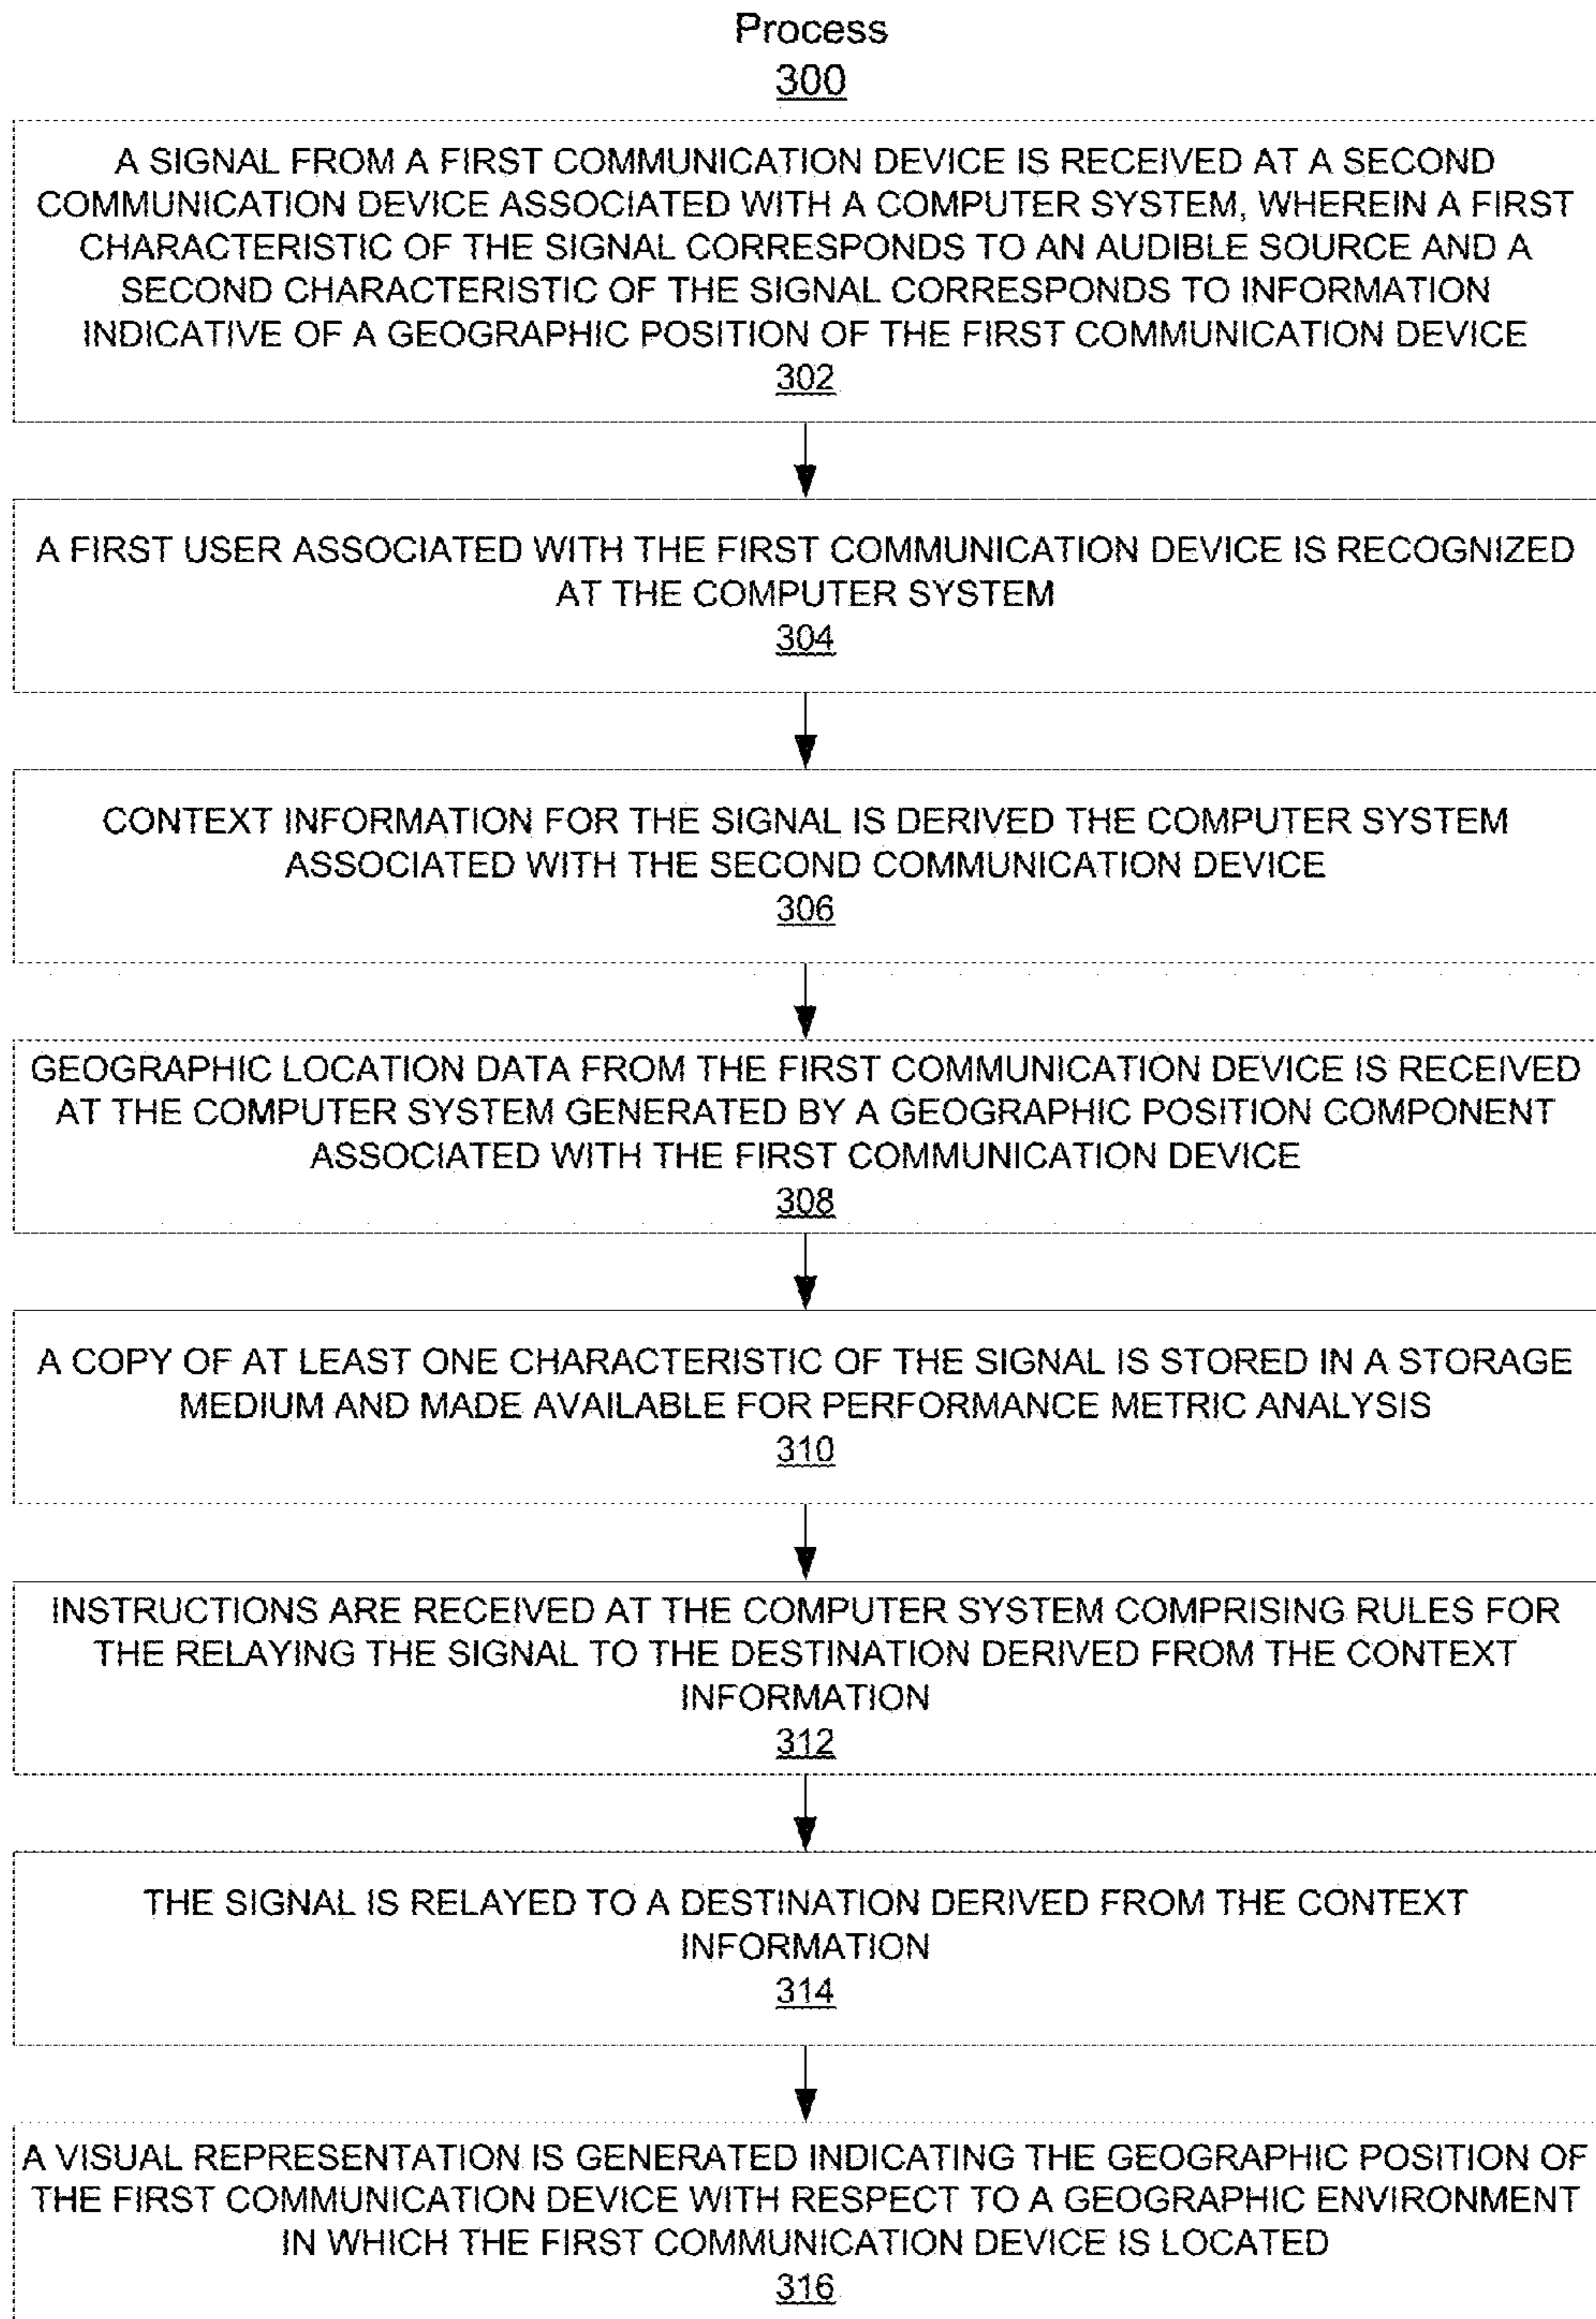 Process
300
A SIGNAL FROM A FIRST COMMUNICATION DEVICE IS RECEIVED AT A SECOND
COMMUNICATION DEVICE ASSOCIATED WITH A COMPUTER SYSTEM, WHEREIN A FIRST
CHARACTERISTIC OF THE SIGNAL CORRESPONDS TO AN AUDIBLE SOURCE AND A
SECOND CHARACTERISTIC OF THE SIGNAL CORRESPONDS TO INFORMATION
INDICATIVE OF A GEOGRAPHIC POSITION OF THE FIRST COMMUNICATION DEVICE
302
A FIRST USER ASSOCIATED WITH THE FIRST COMMUNICATION DEVICE IS RECOGNIZED
AT THE COMPUTER SYSTEM
304
CONTEXT INFORMATION FOR THE SIGNAL IS DERIVED THE COMPUTER SYSTEM
ASSOCIATED WITH THE SECOND COMMUNICATION DEVICE
306
GEOGRAPHIC LOCATION DATA FROM THE FIRST COMMUNICATION DEVICE IS RECEIVED
AT THE COMPUTER SYSTEM GENERATED BY A GEOGRAPHIC POSITION COMPONENT
ASSOCIATED WITH THE FIRST COMMUNICATION DEVICE
308
A COPY OF AT LEAST ONE CHARACTERISTIC OF THE SIGNAL IS STORED IN A STORAGE
MEDIUM AND MADE AVAILABLE FOR PERFORMANCE METRIC ANALYSIS
310
INSTRUCTIONS ARE RECEIVED AT THE COMPUTER SYSTEM COMPRISING RULES FOR
THE RELAYING THE SIGNAL TO THE DESTINATION DERIVED FROM THE CONTEXT
INFORMATION
312
THE SIGNAL IS RELAYED TO A DESTINATION DERIVED FROM THE CONTEXT
INFORMATION
314
A VISUAL REPRESENTATION IS GENERATED INDICATING THE GEOGRAPHIC POSITION OF
THE FIRST COMMUNICATION DEVICE WITH RESPECT TO A GEOGRAPHIC ENVIRONMENT
IN WHICH THE FIRST COMMUNICATION DEVICE IS LOCATED
316